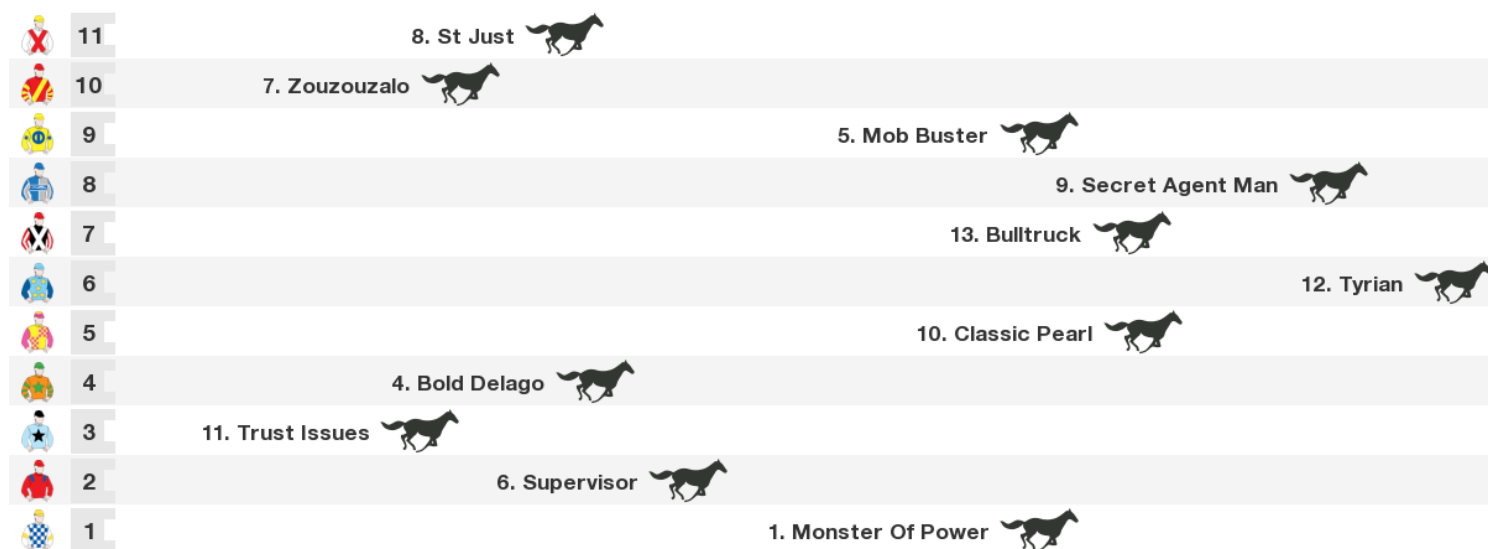 11 8. St Just
10 7. Zouzouzalo
9 5. Mob Buster
8 9. Secret Agent Man
7 13. Bulltruck
6 12. Tyrian
5 10. Classic Pearl
4 4. Bold Delago
3 11. Trust Issues
2 6. Supervisor
1 1. Monster Of Power